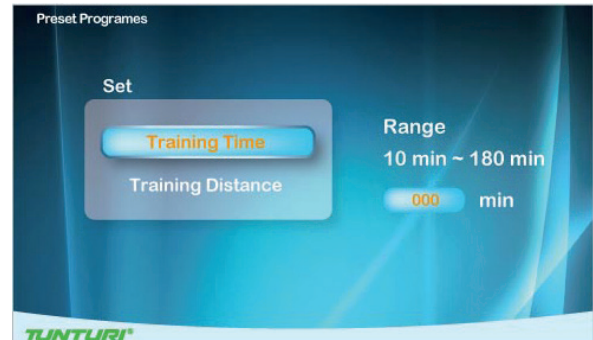 Preset Programes
Set
Training Time
Training Distance
Range
10 min ~ 180 min
000 min
TUNTURI®